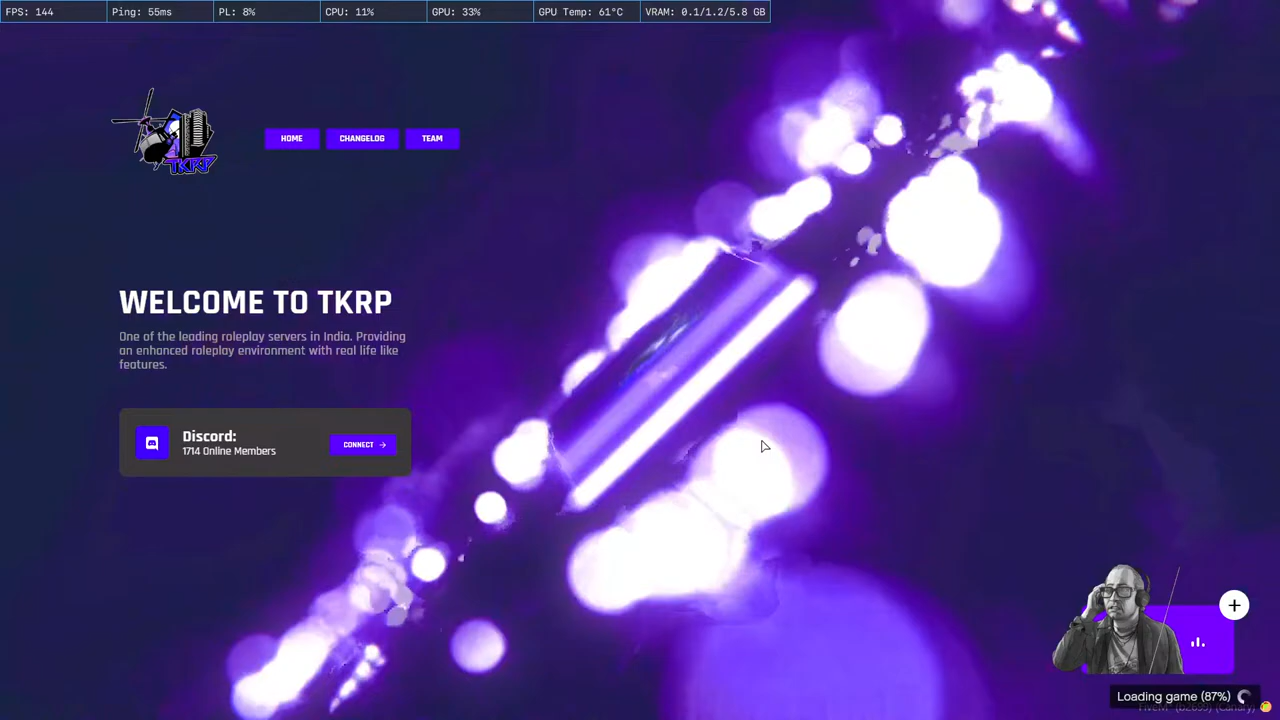 FPS: 144
Ping: 55ms
PL: 8%
CPU: 11%
GPU: 33%
GPU Temp: 61°C
VRAM: 0.1/1.2/5.8 GB
TKRP
HOME
CHANGELOG
TEAM
WELCOME TO TKRP
One of the leading roleplay servers in India. Providing
an enhanced roleplay environment with real life like
features.
Discord:
1714 Online Members
CONNECT →
Loading game (87%)